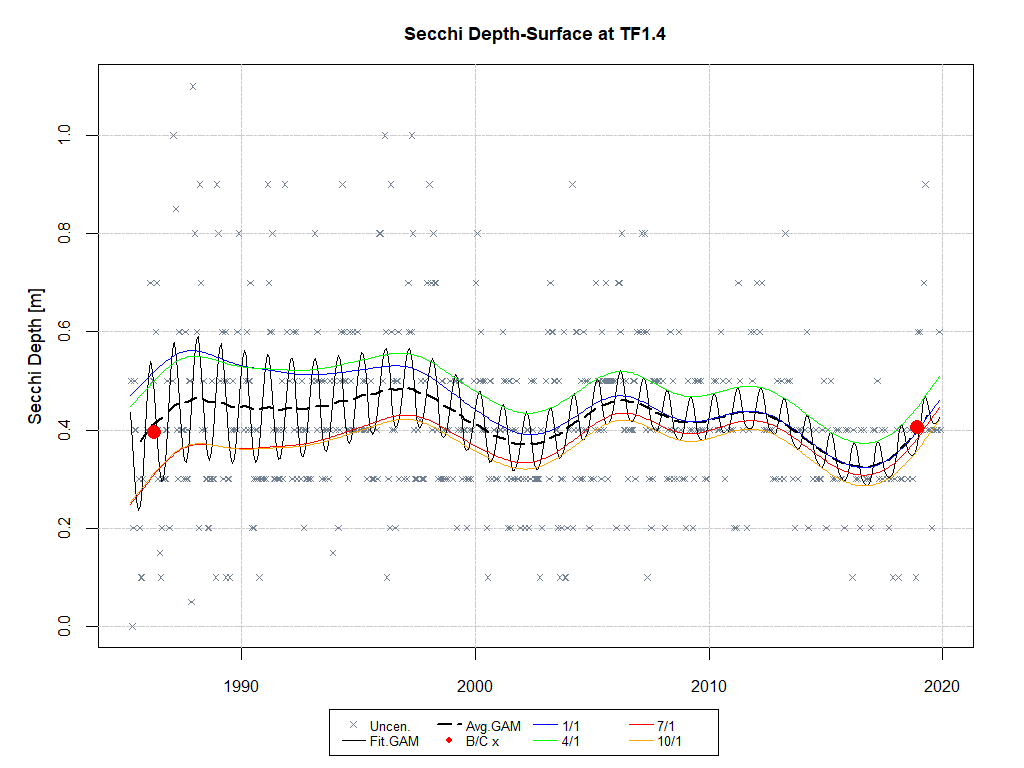 Secchi Depth-Surface at TF1.4
Secchi Depth [m]
1.0
0.8
0.6
0.4
0.2
0.0
1990 2000 2010 2020
Uncen. Avg.GAM 1/1 7/1
Fit.GAM B/C x 4/1 10/1